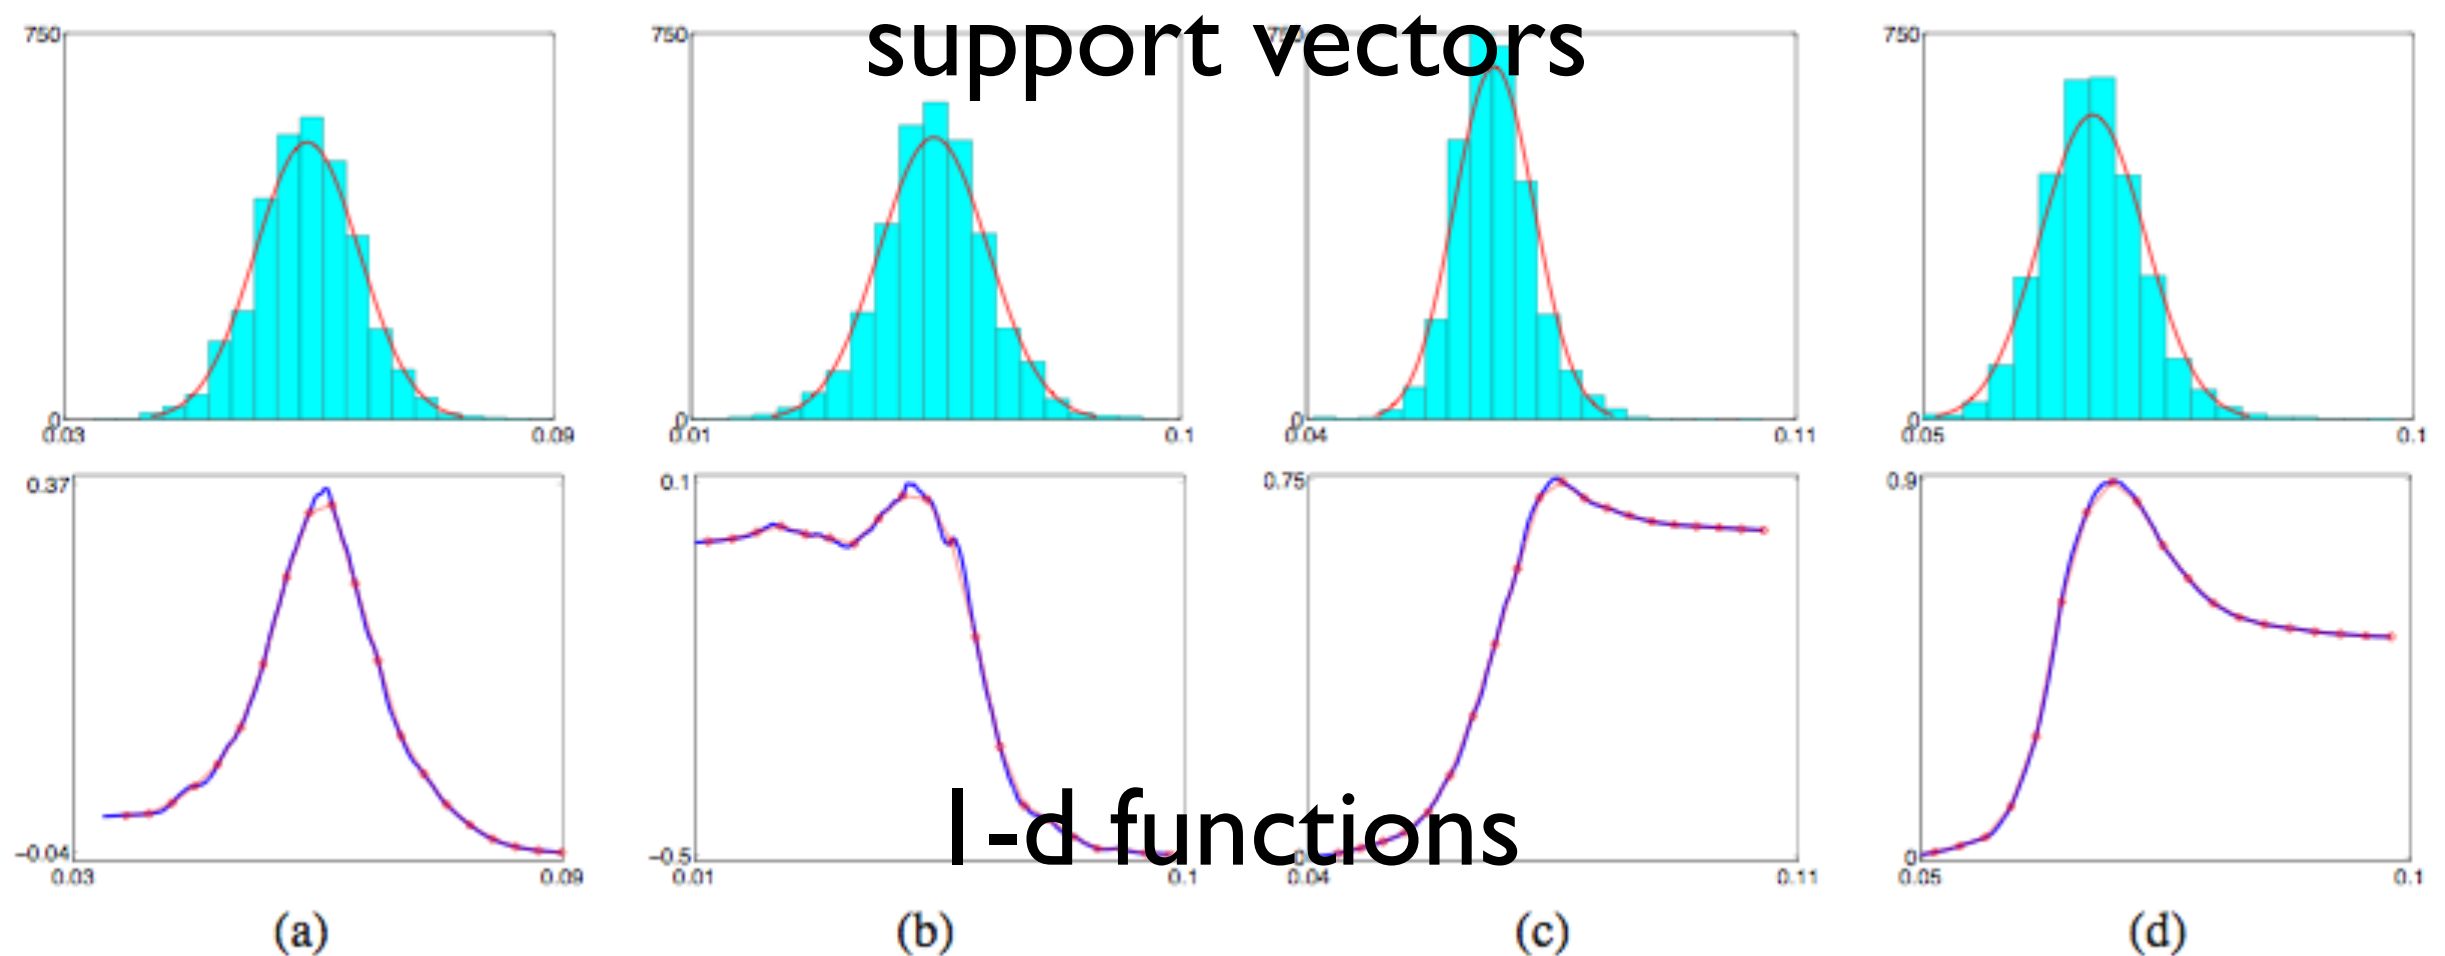 support vectors
750 750 750 750
0 0 0 0
0.03 0.09 0.01 0.1 0.04 0.11 0.05 0.1
0.37 0.1 0.75 0.9
1-d functions
−0.04 −0.5 0 0
0.03 0.09 0.01 0.1 0.04 0.11 0.05 0.1
(a) (b) (c) (d)